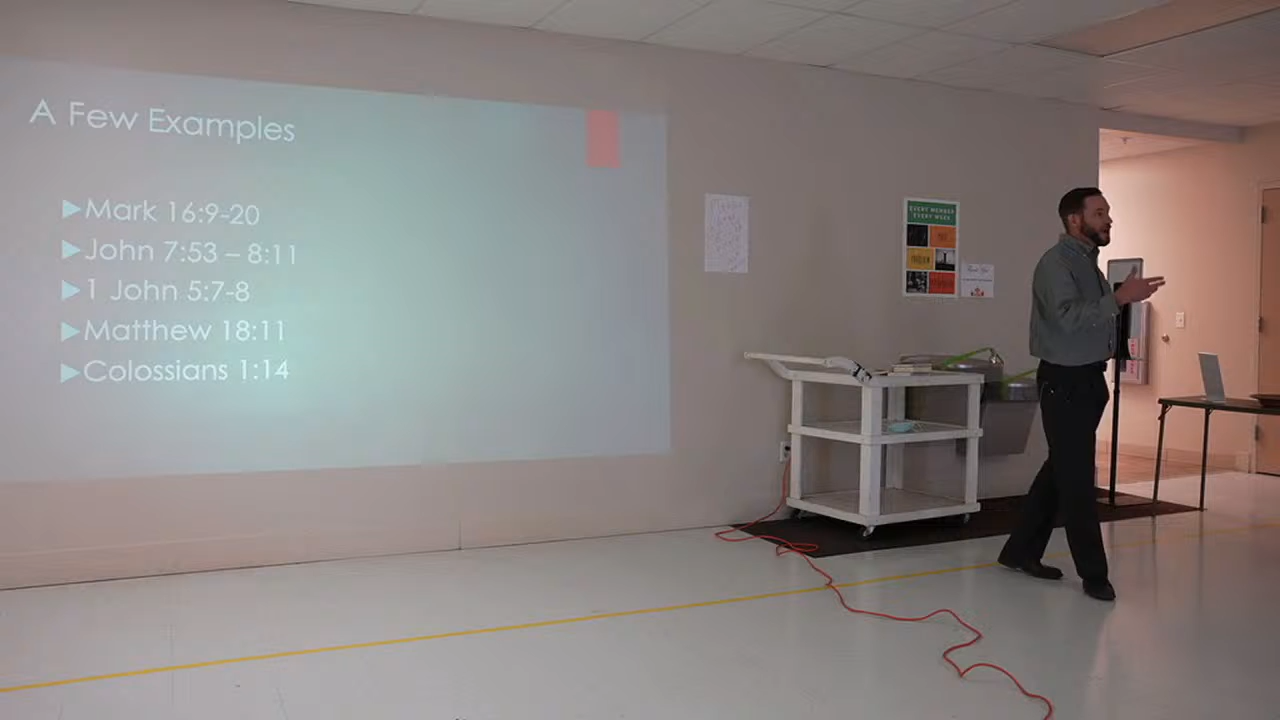 A Few Examples
▶Mark 16:9-20
▶John 7:53 – 8:11
▶1 John 5:7-8
▶Matthew 18:11
▶Colossians 1:14
EVERY MEMBER
EVERY WEEK